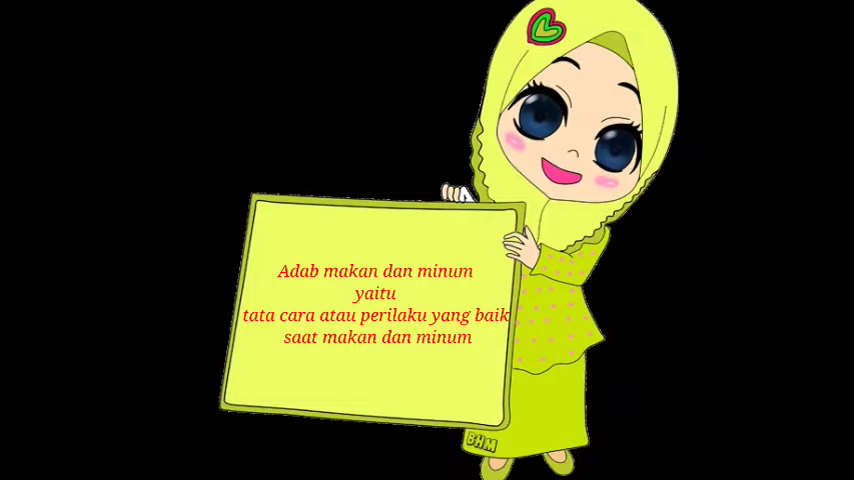 Adab makan dan minum
yaitu
tata cara atau perilaku yang baik
saat makan dan minum
BHM